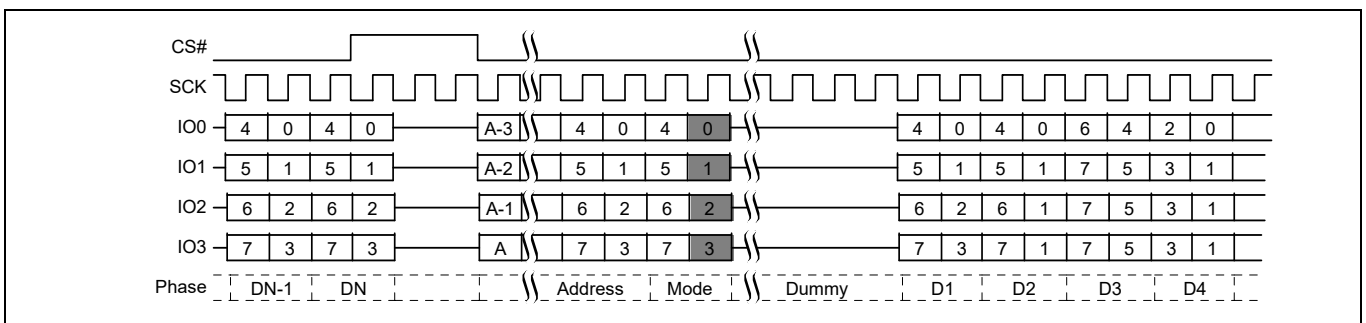 CS#
SCK
IO0 4 0 4 0 A-3 4 0 4 0 4 0 4 0 6 4 2 0
IO1 5 1 5 1 A-2 5 1 5 1 5 1 5 1 7 5 3 1
IO2 6 2 6 2 A-1 6 2 6 2 6 2 6 1 7 5 3 1
IO3 7 3 7 3 A 7 3 7 3 7 3 7 1 7 5 3 1
Phase DN-1 DN Address Mode Dummy D1 D2 D3 D4